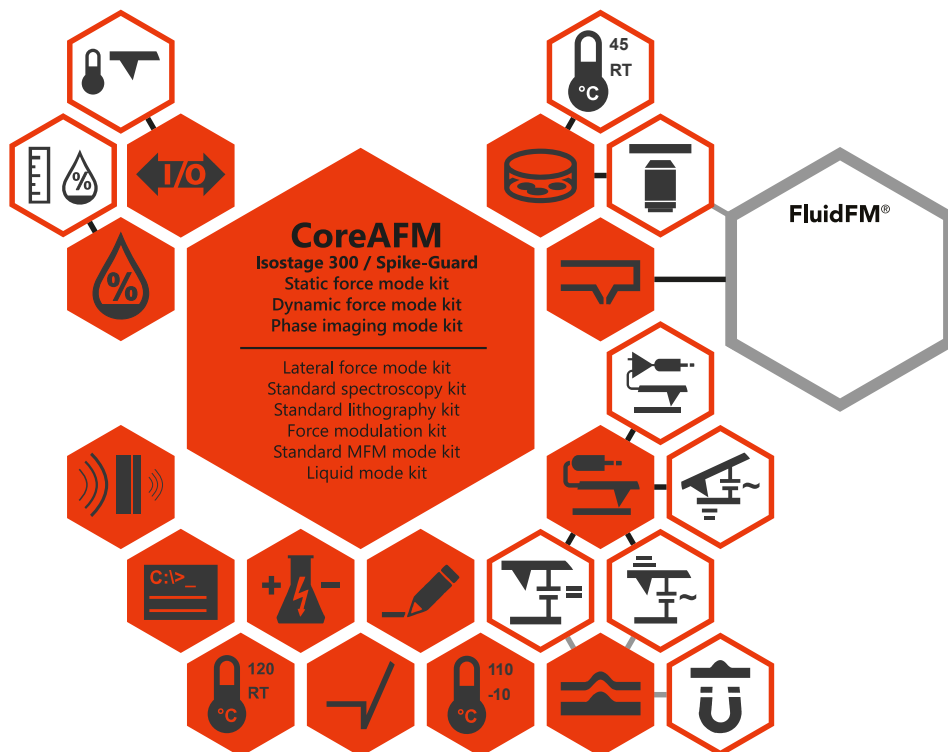 45
RT
°C
I/O
%
%
FluidFM®
CoreAFM
Isostage 300 / Spike-Guard
Static force mode kit
Dynamic force mode kit
Phase imaging mode kit
Lateral force mode kit
Standard spectroscopy kit
Standard lithography kit
Force modulation kit
Standard MFM mode kit
Liquid mode kit
C:\>_
+ −
=
~
~
120
RT
°C
110
-10
°C